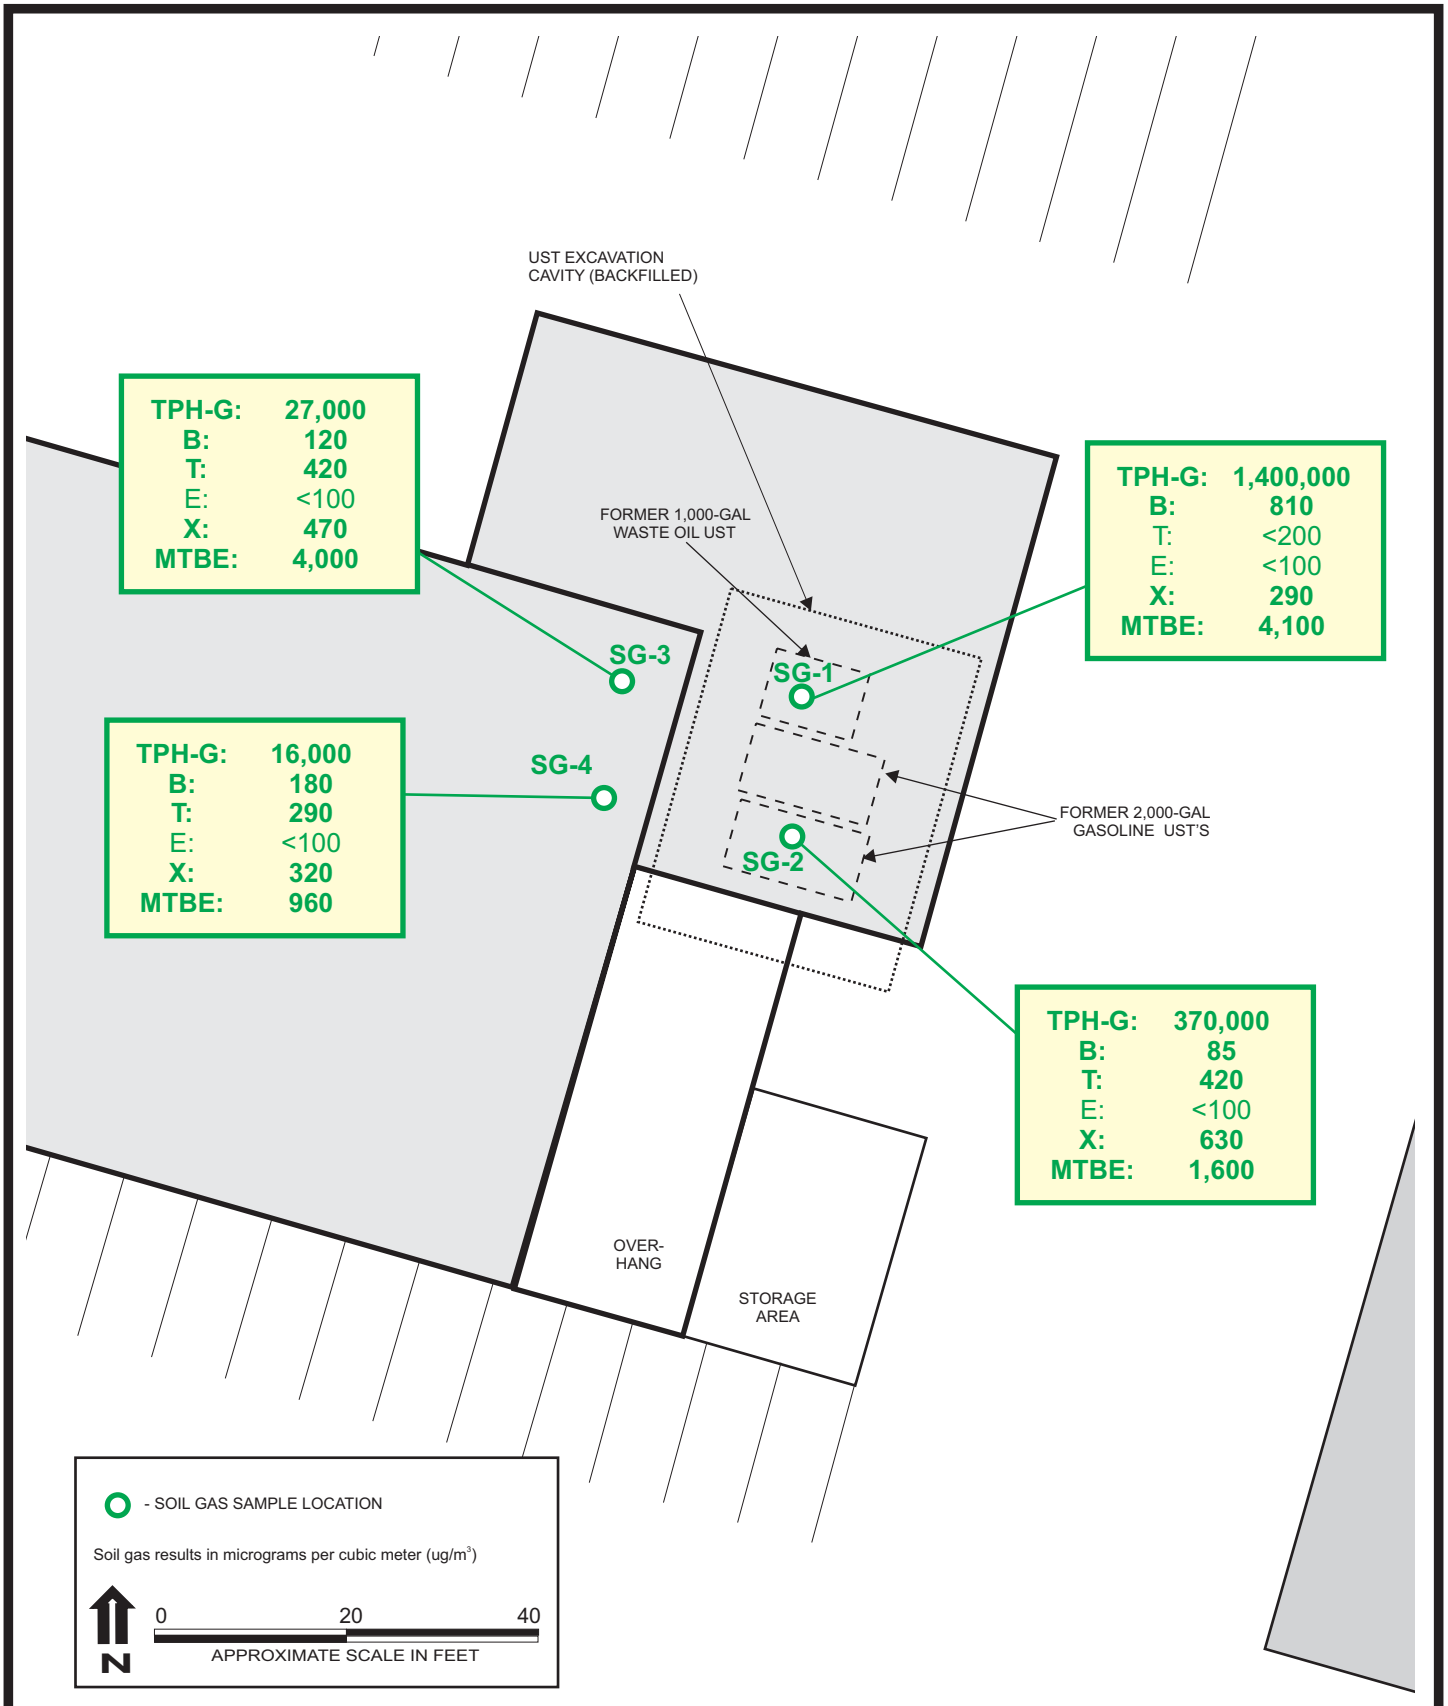 UST EXCAVATION
CAVITY (BACKFILLED)
TPH-G: 27,000
B: 120
T: 420
E: <100
X: 470
MTBE: 4,000
FORMER 1,000-GAL
WASTE OIL UST
TPH-G: 1,400,000
B: 810
T: <200
E: <100
X: 290
MTBE: 4,100
SG-3
SG-1
TPH-G: 16,000
B: 180
T: 290
E: <100
X: 320
MTBE: 960
SG-4
FORMER 2,000-GAL
GASOLINE UST'S
SG-2
TPH-G: 370,000
B: 85
T: 420
E: <100
X: 630
MTBE: 1,600
OVER-
HANG
STORAGE
AREA
- SOIL GAS SAMPLE LOCATION
Soil gas results in micrograms per cubic meter (ug/m³)
0 20 40
APPROXIMATE SCALE IN FEET
N